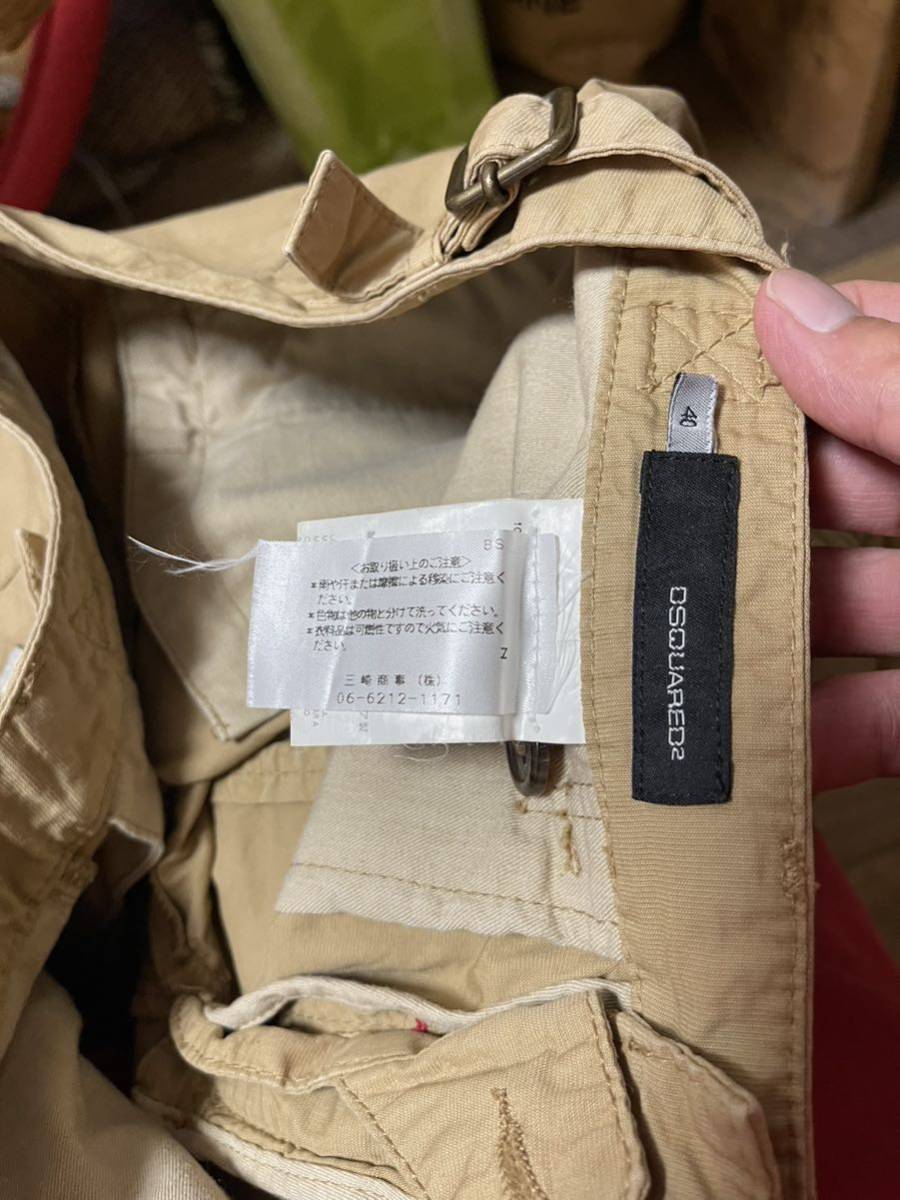 48
DSQUARED2
BS
<お取り扱い上のご注意>
*雨や汗または摩擦による移染にご注意く
ださい。
*色物は他の物と分けて洗ってください。
*衣料品は可燃性ですので火気にご注意く
ださい。
Z
三崎商事(株)
06-6212-1171